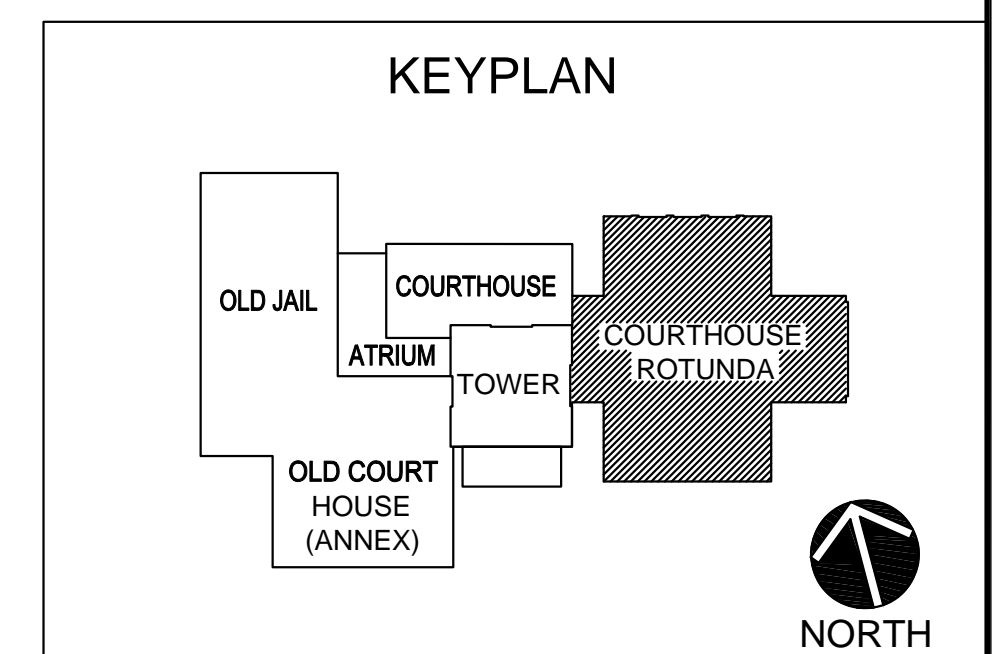 KEYPLAN
OLD JAIL
COURTHOUSE
ATRIUM
TOWER
COURTHOUSE
ROTUNDA
OLD COURT
HOUSE
(ANNEX)
NORTH